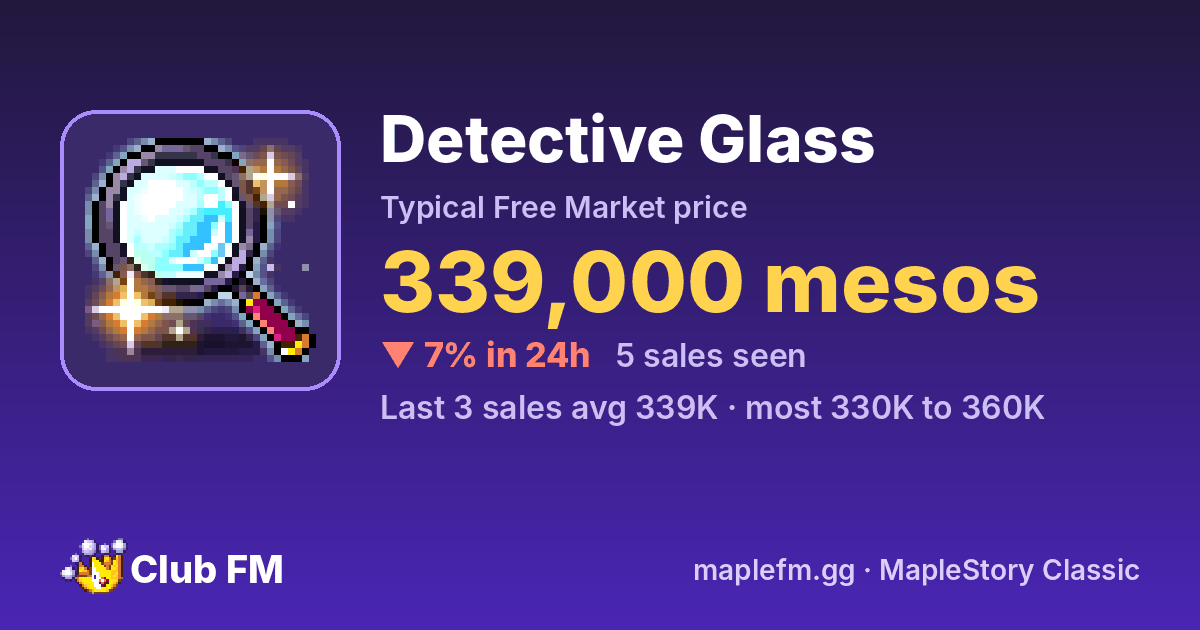 Detective Glass
Typical Free Market price
339,000 mesos
▼ 7% in 24h 5 sales seen
Last 3 sales avg 339K · most 330K to 360K
Club FM
maplefm.gg · MapleStory Classic